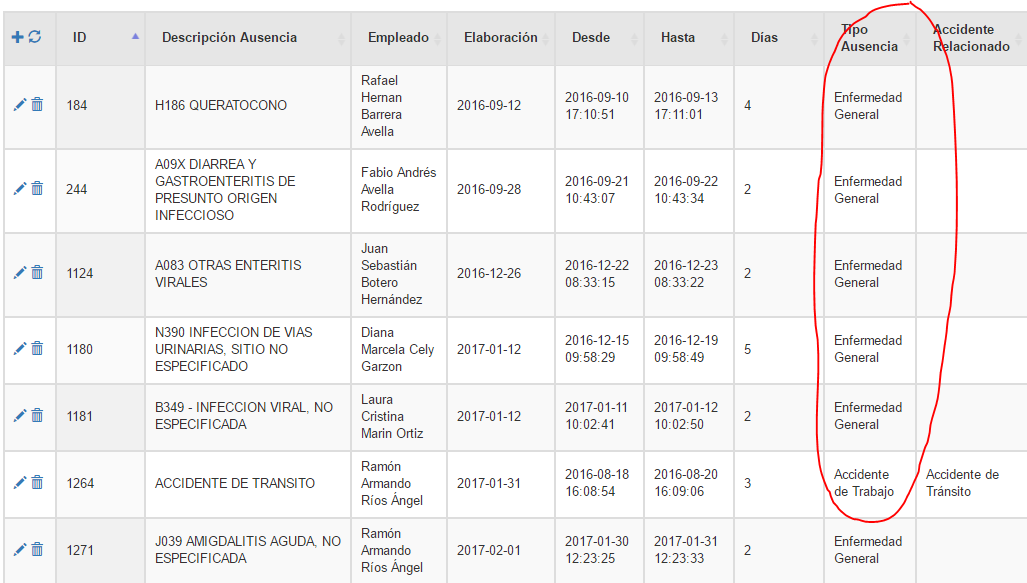 ID
Descripción Ausencia
Empleado
Elaboración
Desde
Hasta
Días
Tipo
Ausencia
Accidente
Relacionado
184
H186 QUERATOCONO
Rafael
Hernan
Barrera
Avella
2016-09-12
2016-09-10
17:10:51
2016-09-13
17:11:01
4
Enfermedad
General
244
A09X DIARREA Y
GASTROENTERITIS DE
PRESUNTO ORIGEN
INFECCIOSO
Fabio Andrés
Avella
Rodríguez
2016-09-28
2016-09-21
10:43:07
2016-09-22
10:43:34
2
Enfermedad
General
1124
A083 OTRAS ENTERITIS
VIRALES
Juan
Sebastián
Botero
Hernández
2016-12-26
2016-12-22
08:33:15
2016-12-23
08:33:22
2
Enfermedad
General
1180
N390 INFECCION DE VIAS
URINARIAS, SITIO NO
ESPECIFICADO
Diana
Marcela Cely
Garzon
2017-01-12
2016-12-15
09:58:29
2016-12-19
09:58:49
5
Enfermedad
General
1181
B349 - INFECCION VIRAL, NO
ESPECIFICADA
Laura
Cristina
Marin Ortiz
2017-01-12
2017-01-11
10:02:41
2017-01-12
10:02:50
2
Enfermedad
General
1264
ACCIDENTE DE TRANSITO
Ramón
Armando
Ríos Ángel
2017-01-31
2016-08-18
16:08:54
2016-08-20
16:09:06
3
Accidente
de Trabajo
Accidente de
Tránsito
1271
J039 AMIGDALITIS AGUDA, NO
ESPECIFICADA
Ramón
Armando
Ríos Ángel
2017-02-01
2017-01-30
12:23:25
2017-01-31
12:23:33
2
Enfermedad
General